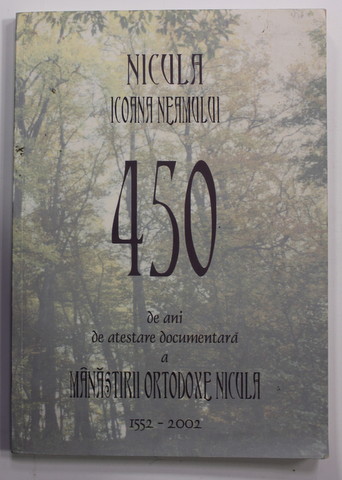 NICULA
ICOANA NEAMULUI
450
de ani
de atestare documentară
a
MÂNĂSTIRII ORTODOXE NICULA
1552 - 2002